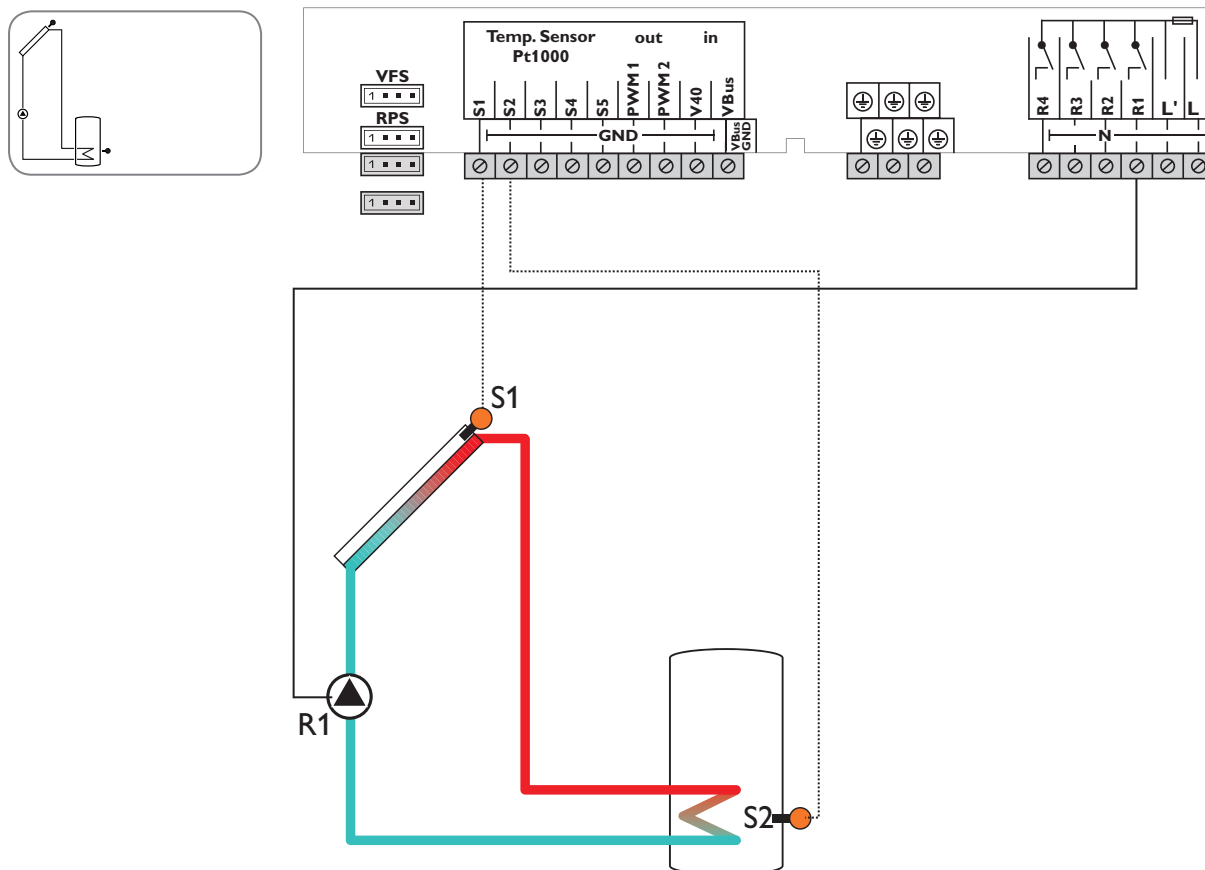 Temp. Sensor out in
Pt1000
VFS
1
RPS
1
1
1
S1 S2 S3 S4 S5 PWM 1 PWM 2 V40 VBus
GND
VBus
GND
R4 R3 R2 R1 L' L
N
S1
R1
S2